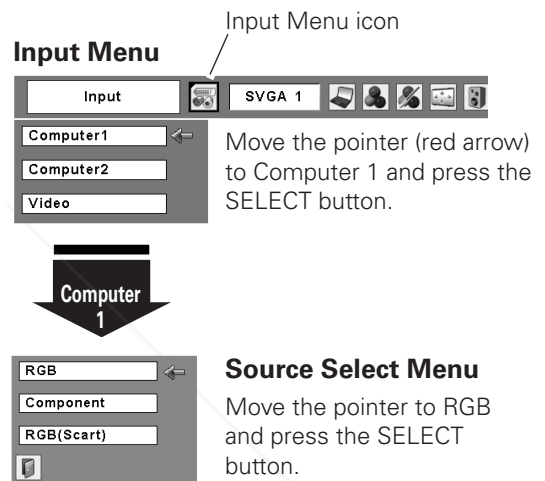 Input Menu icon
Input Menu
Input
SVGA 1
Computer1
Computer2
Video
Move the pointer (red arrow)
to Computer 1 and press the
SELECT button.
Computer
1
RGB
Component
RGB(Scart)
Source Select Menu
Move the pointer to RGB
and press the SELECT
button.